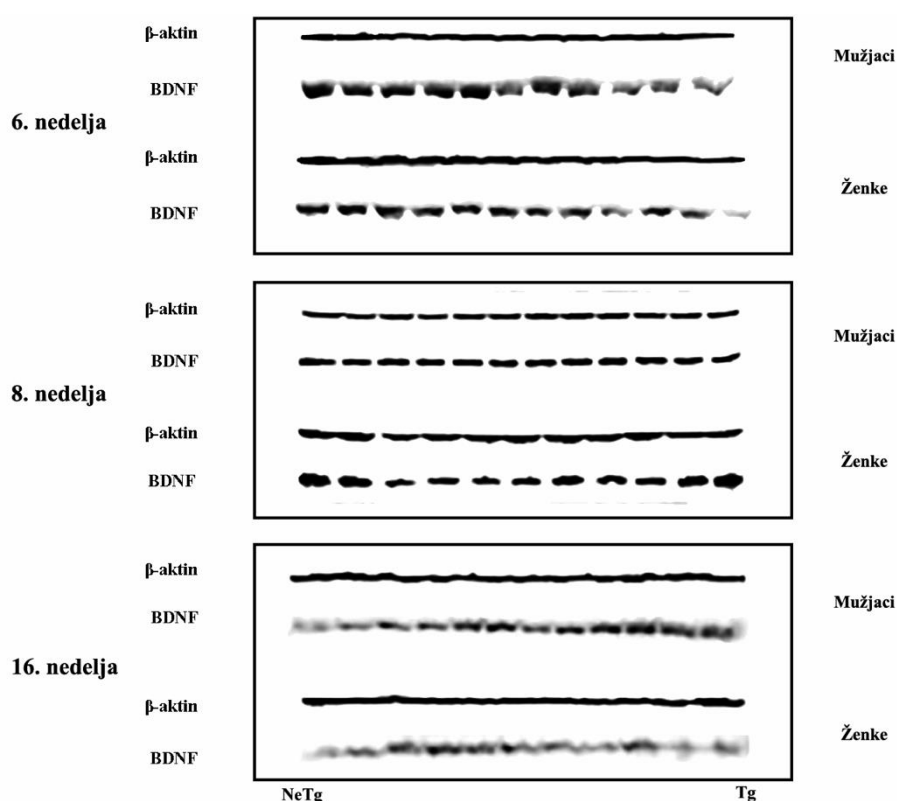 β-aktin
Mužjaci
BDNF
6. nedelja
β-aktin
Ženke
BDNF
β-aktin
Mužjaci
BDNF
8. nedelja
β-aktin
Ženke
BDNF
β-aktin
Mužjaci
BDNF
16. nedelja
β-aktin
Ženke
BDNF
NeTg Tg